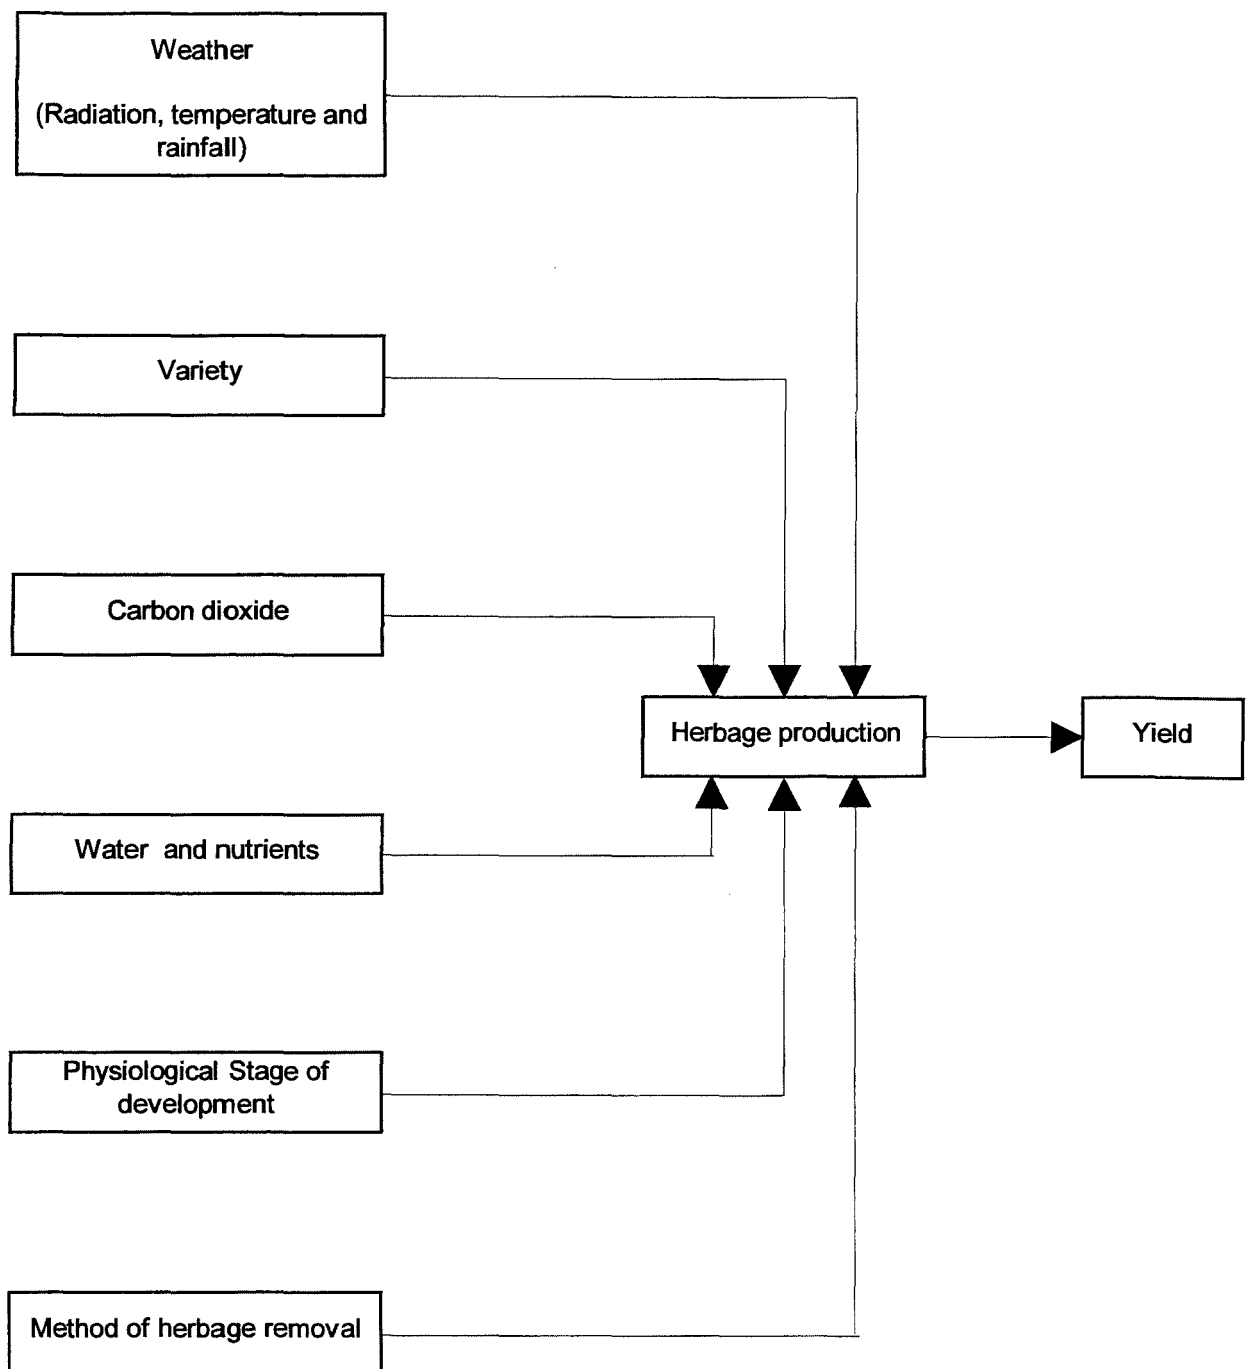 Weather
(Radiation, temperature and
rainfall)
Variety
Carbon dioxide
Herbage production
Yield
Water and nutrients
Physiological Stage of
development
Method of herbage removal